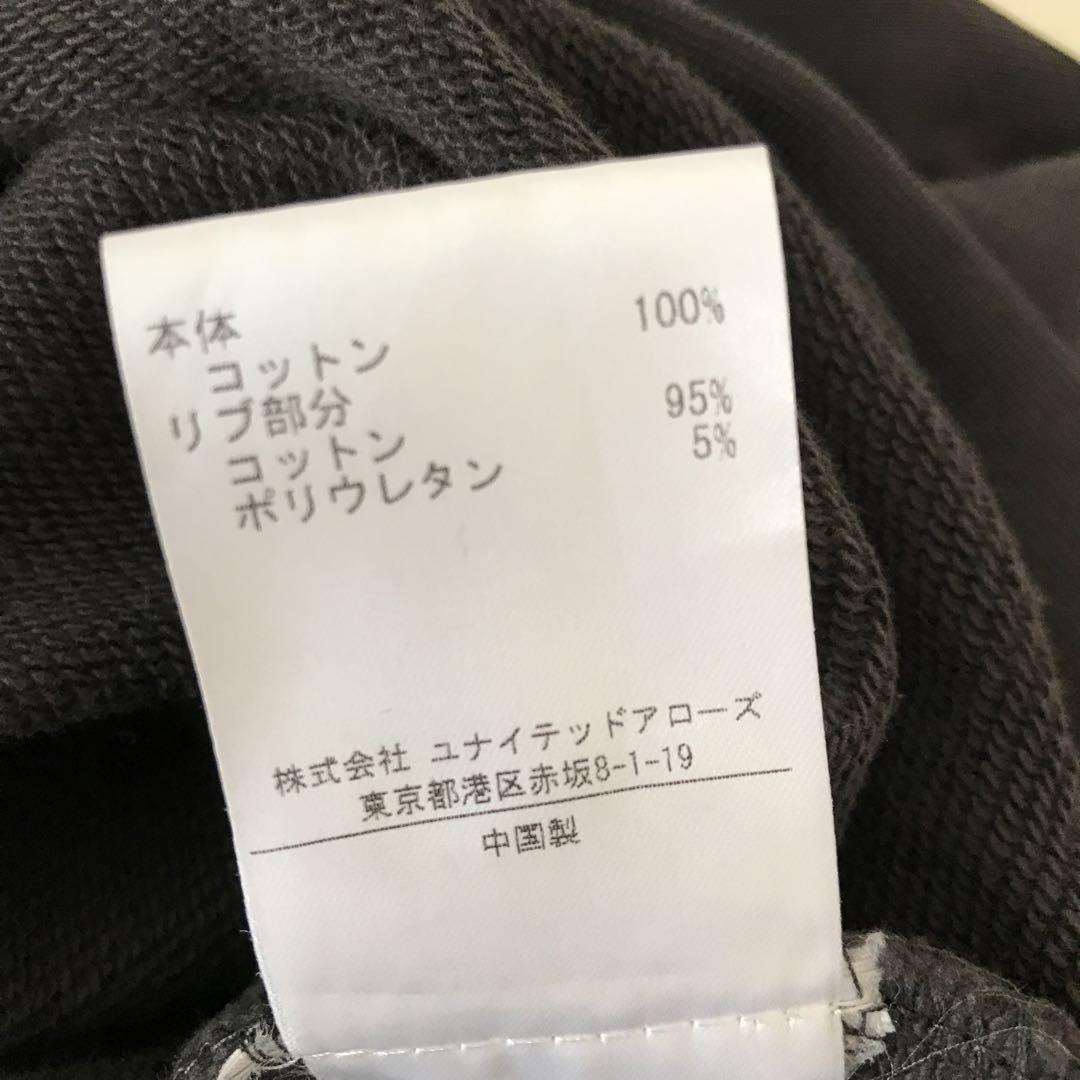 本体
コットン 100%
リブ部分
コットン 95%
ポリウレタン 5%
株式会社 ユナイテッドアローズ
東京都港区赤坂8-1-19
中国製